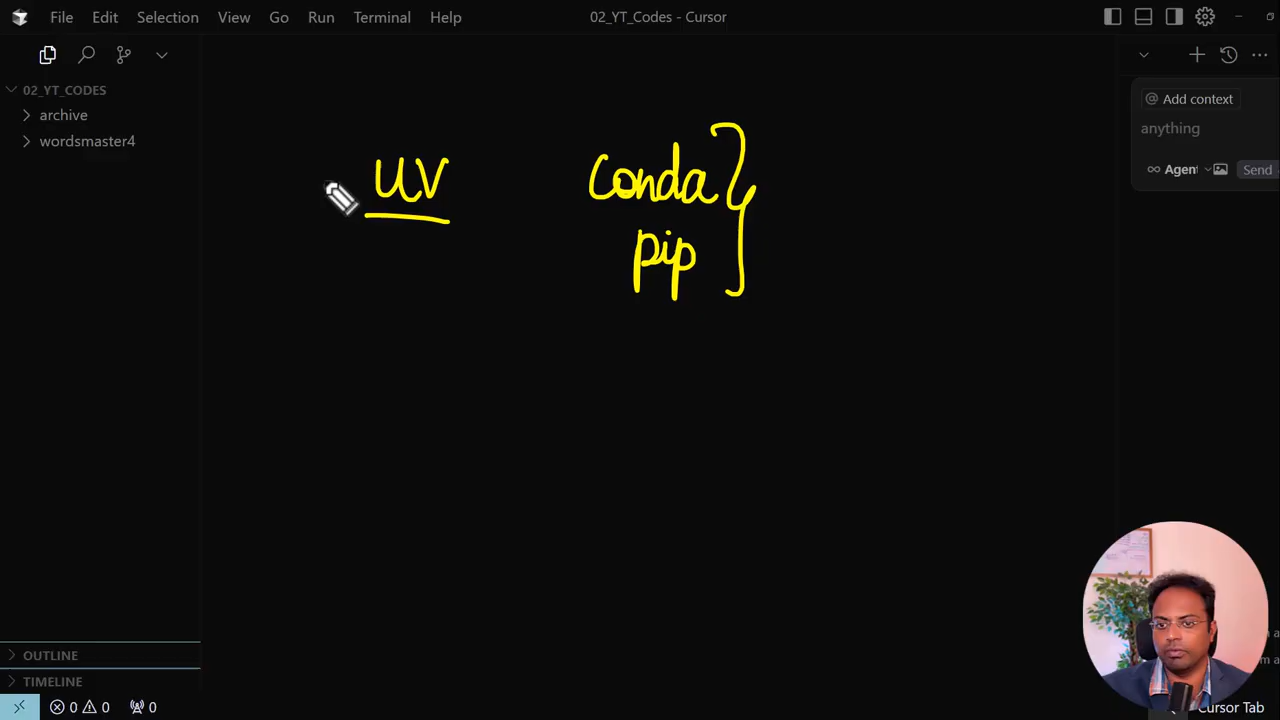 File Edit Selection View Go Run Terminal Help 02_YT_Codes - Cursor
02_YT_CODES
archive
wordsmaster4
Add context
anything
Agent Send
uv conda
pip
OUTLINE
TIMELINE
0 0 0 Cursor Tab